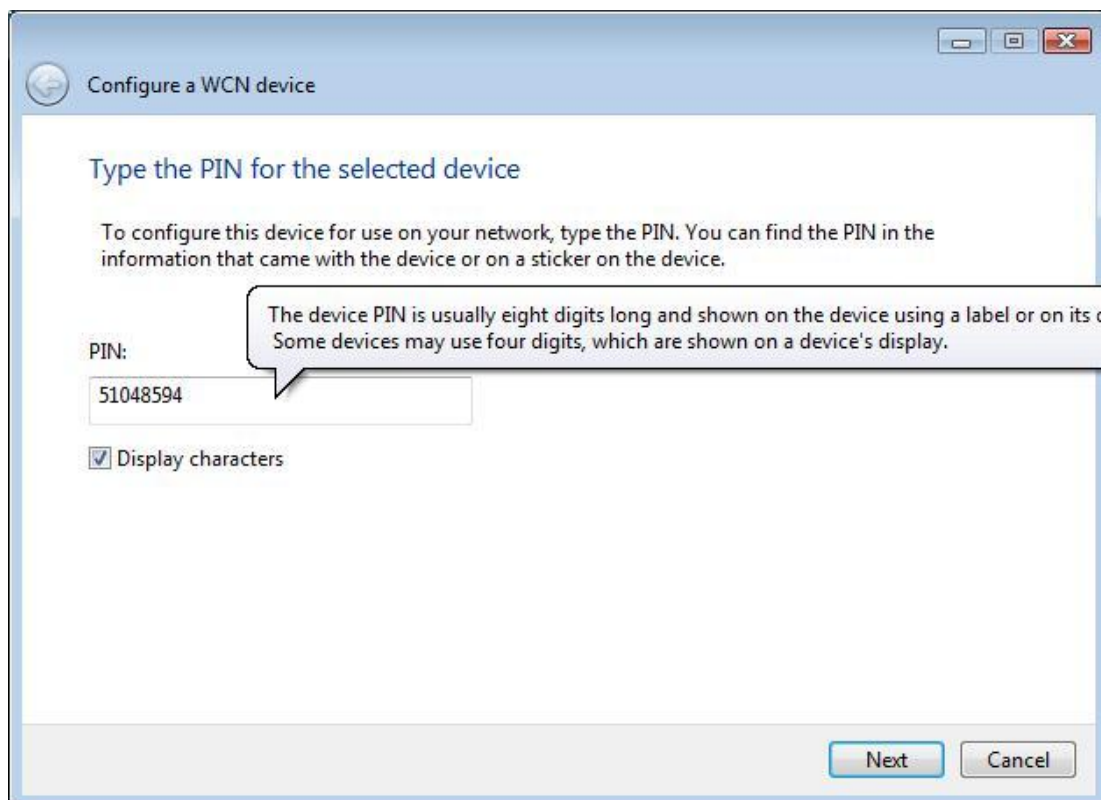 Configure a WCN device
Type the PIN for the selected device
To configure this device for use on your network, type the PIN. You can find the PIN in the
information that came with the device or on a sticker on the device.
The device PIN is usually eight digits long and shown on the device using a label or on its
Some devices may use four digits, which are shown on a device's display.
PIN:
51048594
Display characters
Next
Cancel